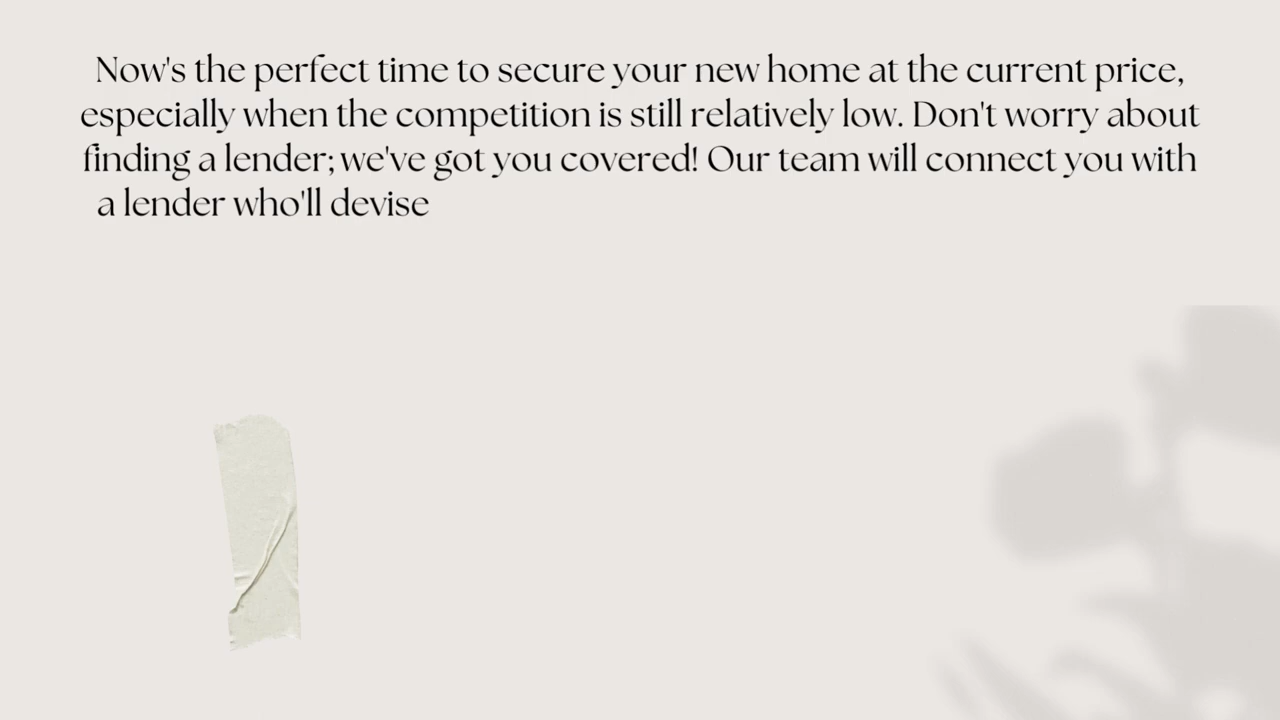 Now's the perfect time to secure your new home at the current price,
especially when the competition is still relatively low. Don't worry about
finding a lender; we've got you covered! Our team will connect you with
a lender who'll devise